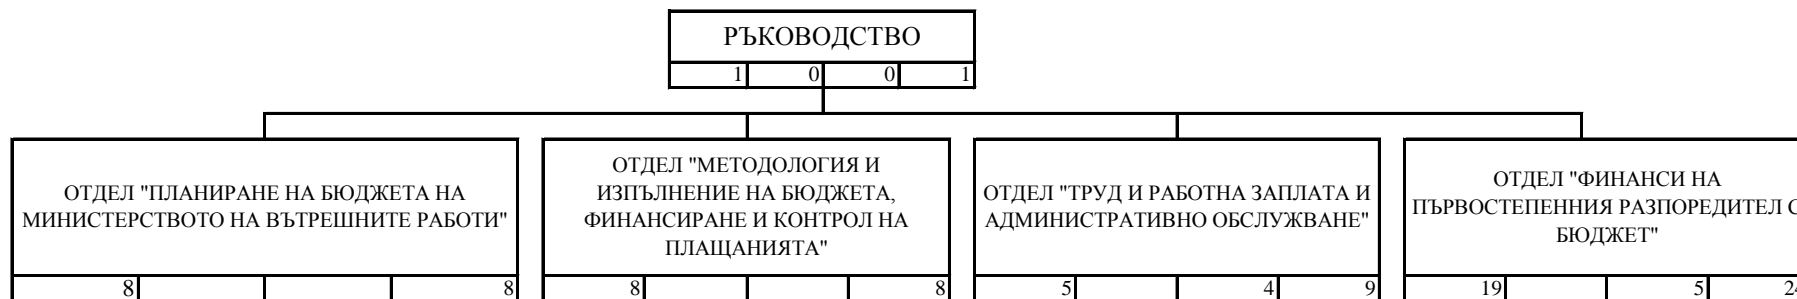 РЪКОВОДСТВО
1 0 0 1
ОТДЕЛ "ПЛАНИРАНЕ НА БЮДЖЕТА НА
МИНИСТЕРСТВОТО НА ВЪТРЕШНИТЕ РАБОТИ"
8 8
ОТДЕЛ "МЕТОДОЛОГИЯ И
ИЗПЪЛНЕНИЕ НА БЮДЖЕТА,
ФИНАНСИРАНЕ И КОНТРОЛ НА
ПЛАЩАНИЯТА"
8 8
ОТДЕЛ "ТРУД И РАБОТНА ЗАПЛАТА И
АДМИНИСТРАТИВНО ОБСЛУЖВАНЕ"
5 4 9
ОТДЕЛ "ФИНАНСИ НА
ПЪРВОСТЕПЕННИЯ РАЗПОРЕДИТЕЛ С
БЮДЖЕТ"
19 5 24